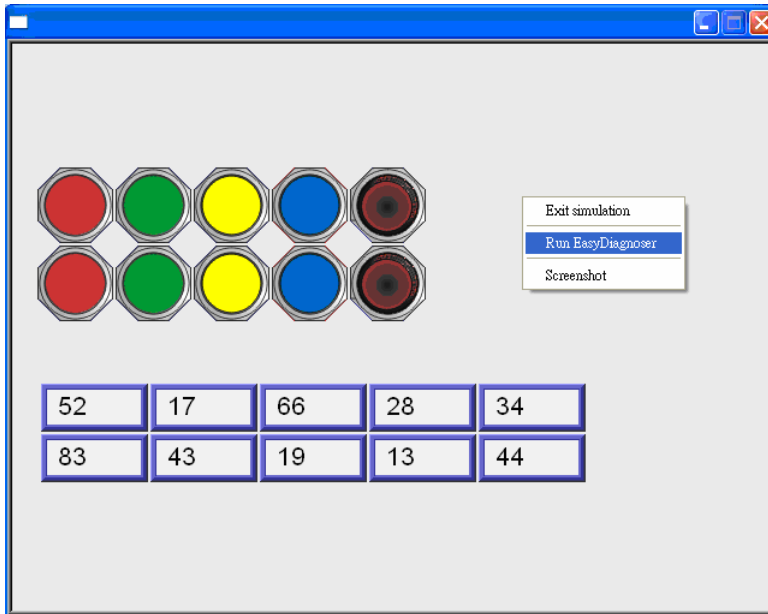 Exit simulation
Run EasyDiagnoser
Screenshot
52 17 66 28 34
83 43 19 13 44